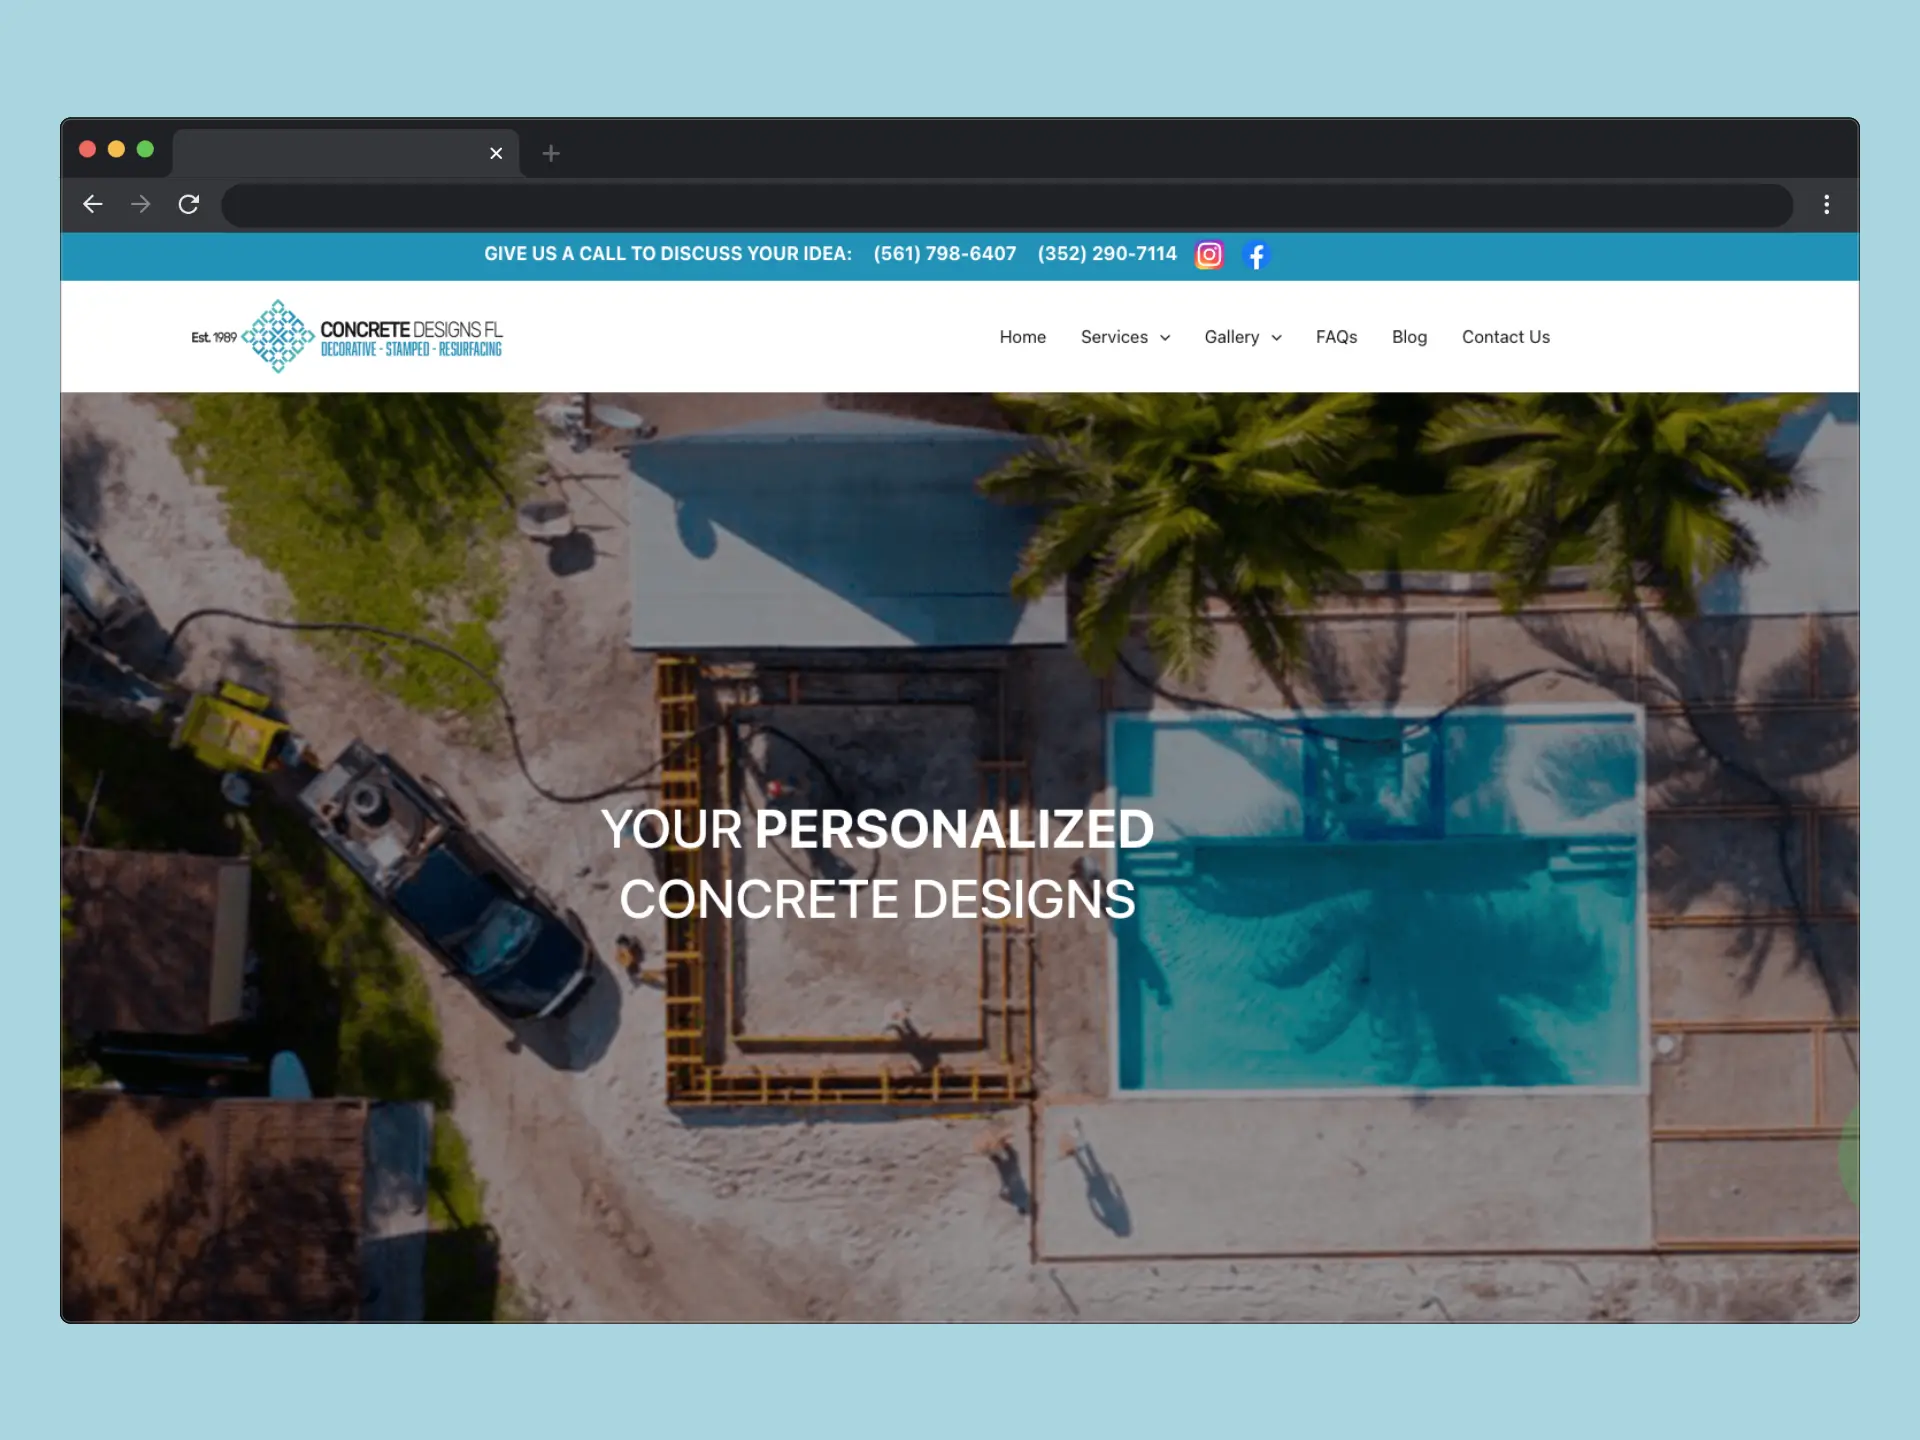 GIVE US A CALL TO DISCUSS YOUR IDEA: (561) 798-6407 (352) 290-7114
Est. 1989
CONCRETE DESIGNS FL
DECORATIVE - STAMPED - RESURFACING
Home Services Gallery FAQs Blog Contact Us
YOUR PERSONALIZED
CONCRETE DESIGNS